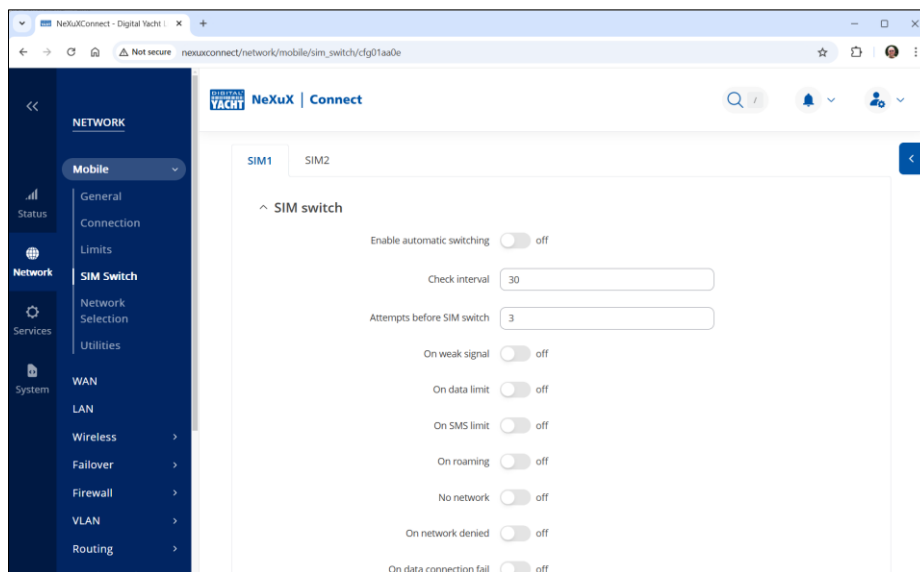 NeXuXConnect - Digital Yacht L
Not secure
nexuxconnect/network/mobile/sim_switch/cfg01aa0e
DIGITAL
YACHT
NeXuX | Connect
/
Status
Network
Services
System
NETWORK
Mobile
General
Connection
Limits
SIM Switch
Network
Selection
Utilities
WAN
LAN
Wireless
Failover
Firewall
VLAN
Routing
SIM1 SIM2
SIM switch
Enable automatic switching off
Check interval 30
Attempts before SIM switch 3
On weak signal off
On data limit off
On SMS limit off
On roaming off
No network off
On network denied off
On data connection fail off